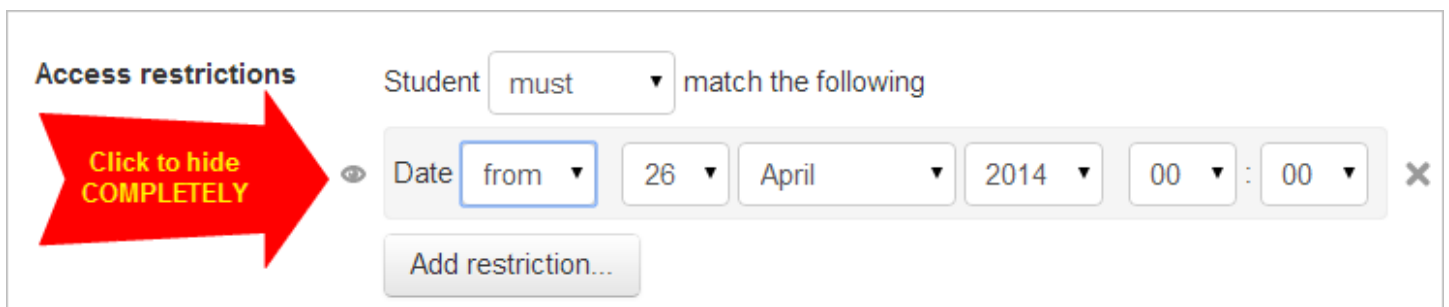 Access restrictions
Student must match the following
Click to hide
COMPLETELY
Date from 26 April 2014 00 : 00
Add restriction...